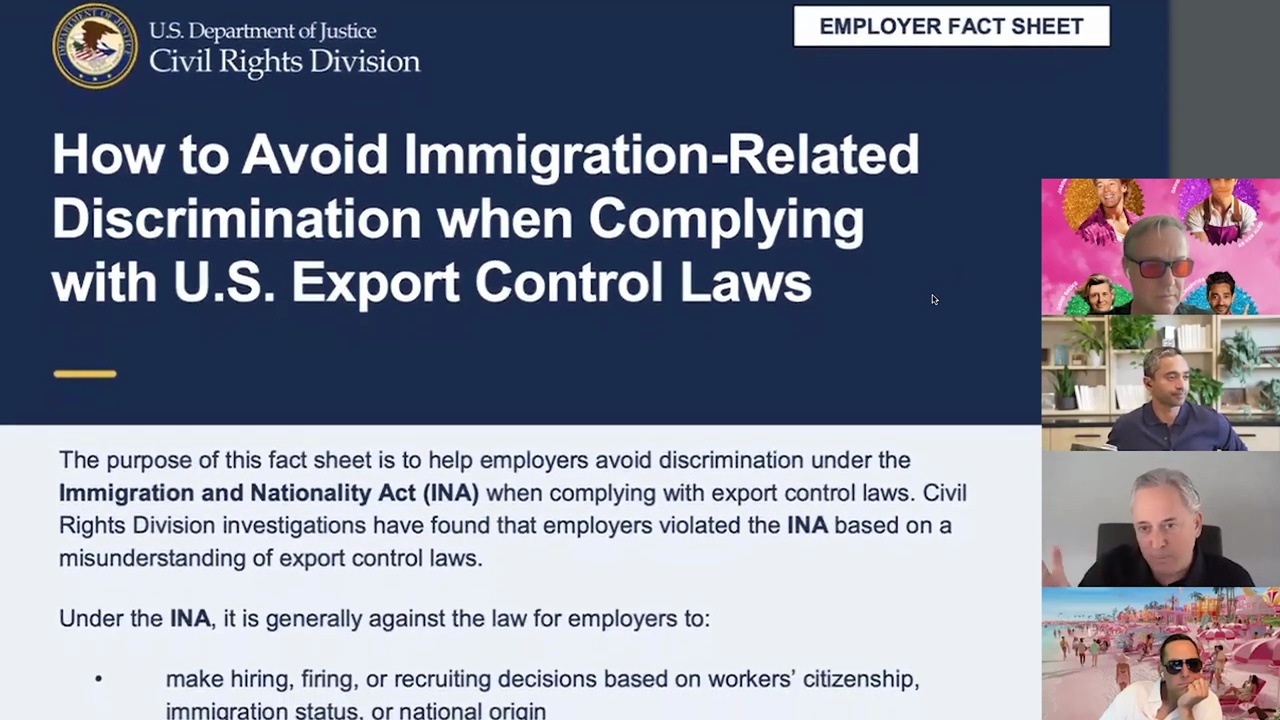 U.S. Department of Justice
Civil Rights Division
EMPLOYER FACT SHEET
How to Avoid Immigration-Related
Discrimination when Complying
with U.S. Export Control Laws
The purpose of this fact sheet is to help employers avoid discrimination under the
Immigration and Nationality Act (INA) when complying with export control laws. Civil
Rights Division investigations have found that employers violated the INA based on a
misunderstanding of export control laws.
Under the INA, it is generally against the law for employers to:
• make hiring, firing, or recruiting decisions based on workers’ citizenship,
immigration status, or national origin